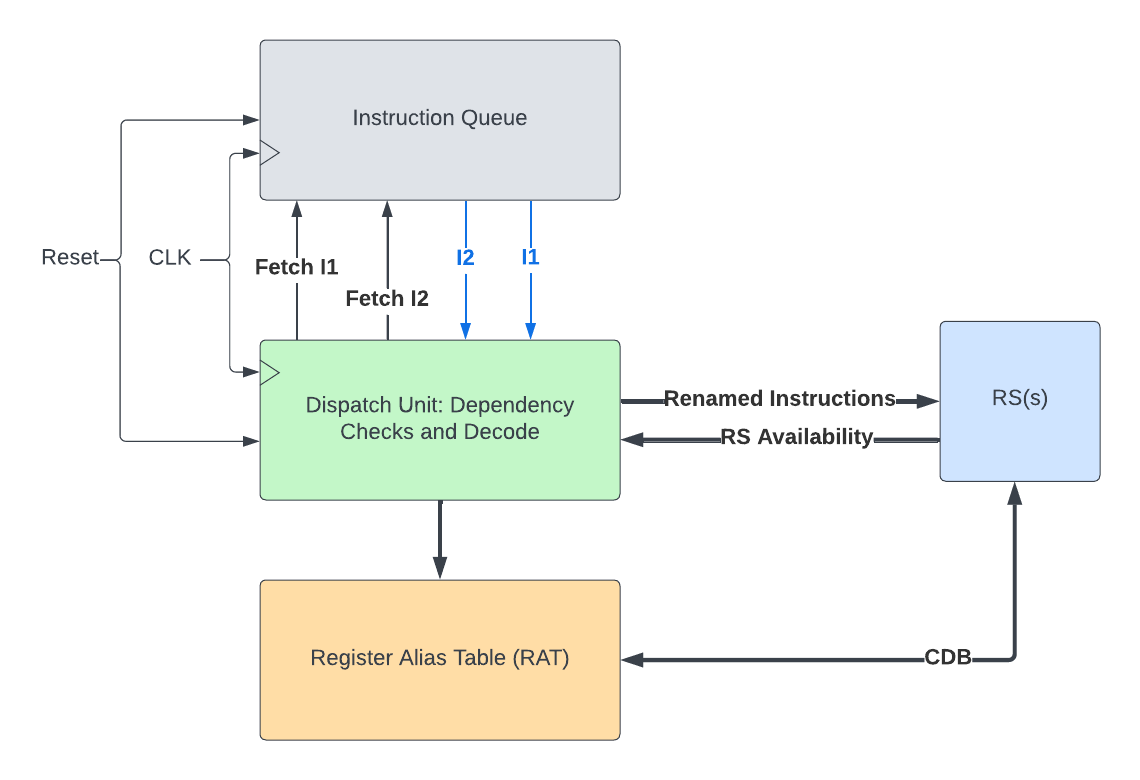 Instruction Queue
Reset
CLK
Fetch I1
Fetch I2
I2
I1
Dispatch Unit: Dependency
Checks and Decode
Renamed Instructions
RS Availability
RS(s)
Register Alias Table (RAT)
CDB